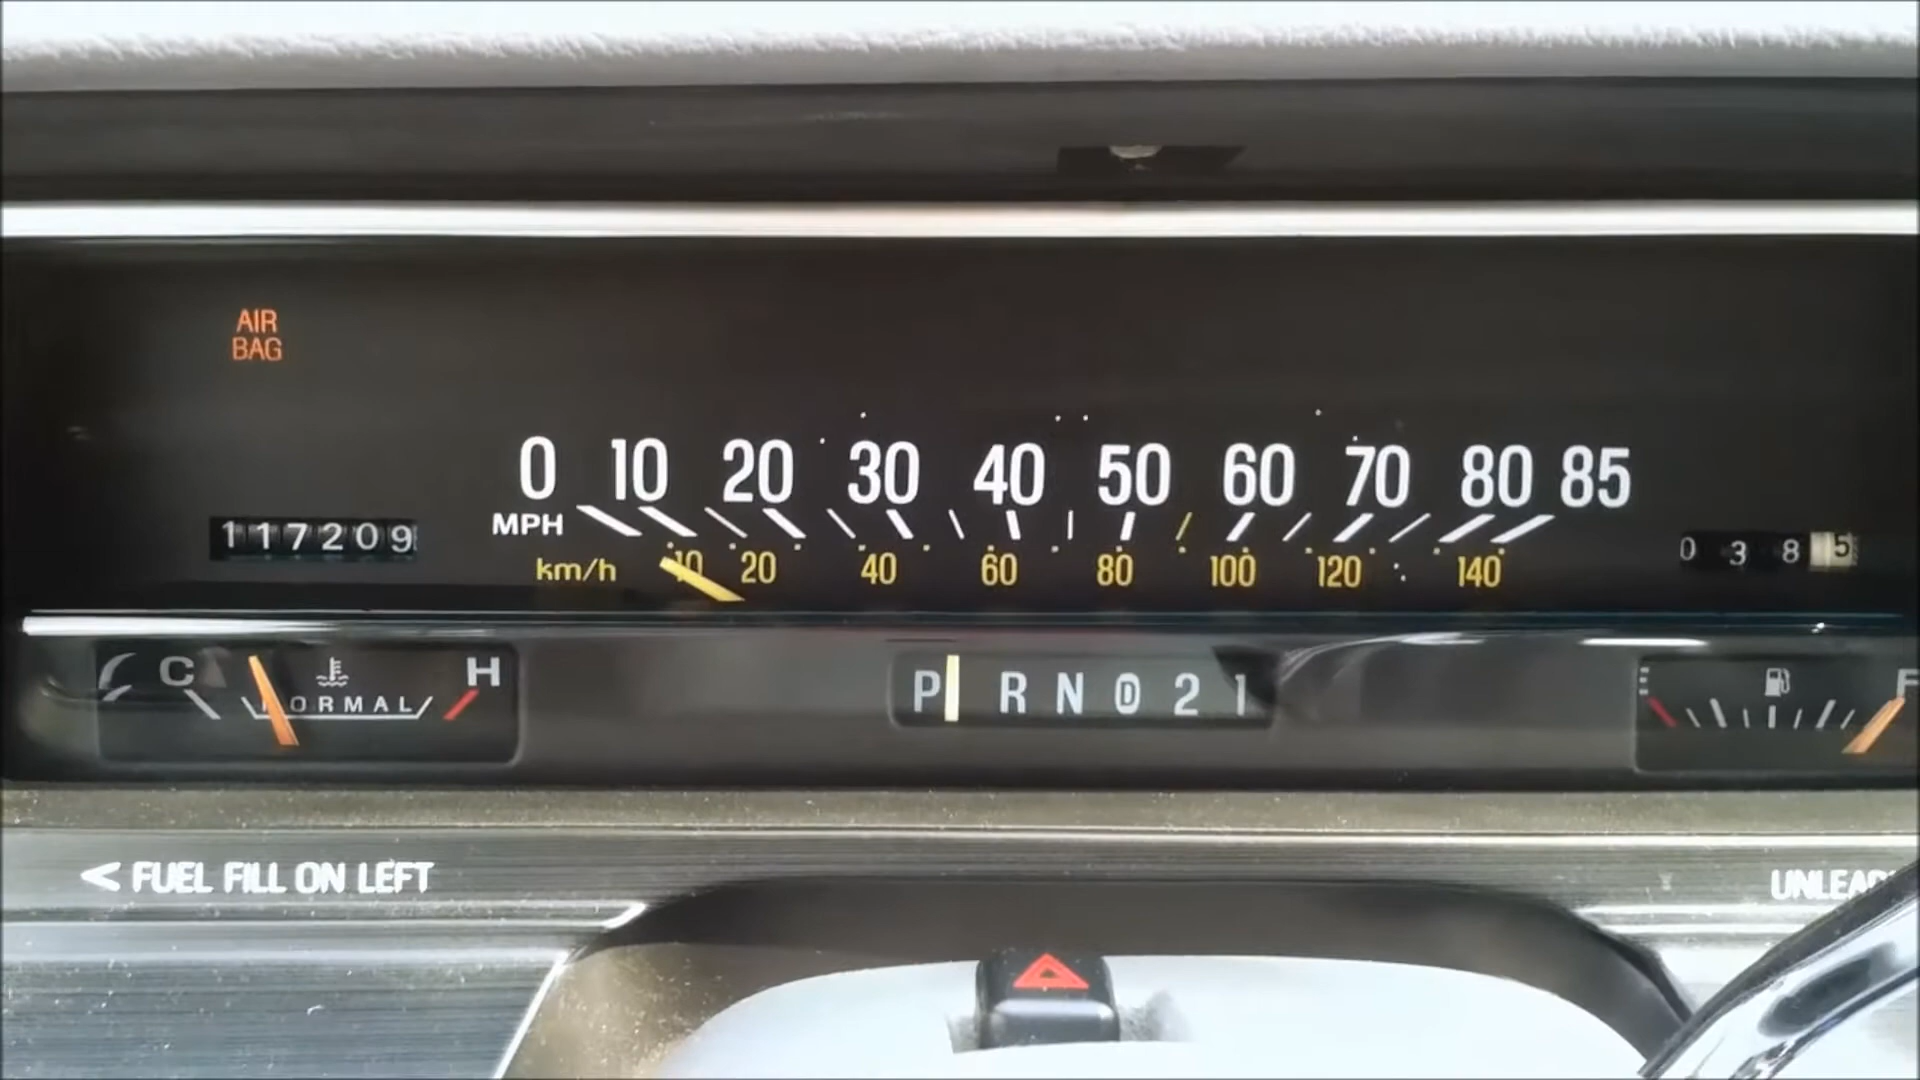 AIR
BAG
0 10 20 30 40 50 60 70 80 85
MPH
117209
km/h 10 20 40 60 80 100 120 140
0 3 8 5
C H
NORMAL
P R N D 2 1
F
< FUEL FILL ON LEFT